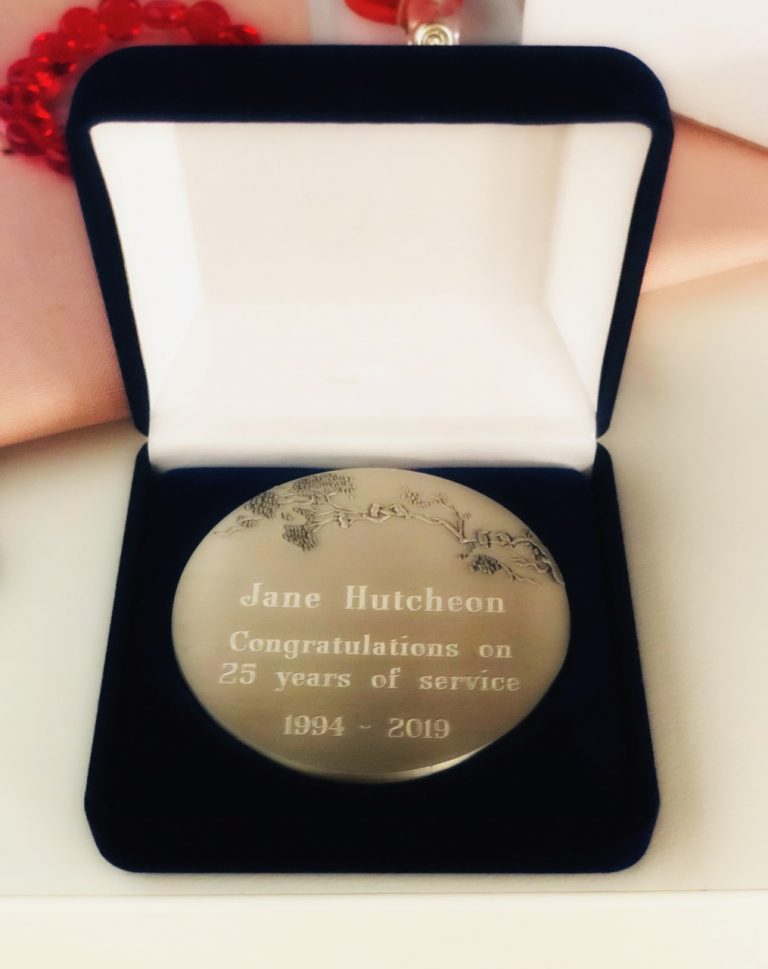 Jane Hutcheon
Congratulations on
25 years of service
1994 - 2019